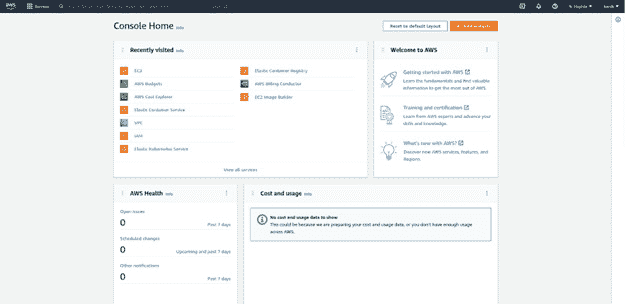 aws
Services
Console Home Info
Reset to default layout
+ Add widgets
Recently visited Info
EC2
AWS Budgets
AWS Cost Explorer
Elastic Container Service
VPC
Elastic Kubernetes Service
Elastic Container Registry
AWS Billing Conductor
EC2 Image Builder
View all services
Welcome to AWS
Getting started with AWS
Learn the fundamentals and find valuable
information to get the most out of AWS.
Training and certification
Learn from AWS experts and advance your
skills and knowledge.
What's new with AWS?
Discover new AWS services, features, and
Regions.
AWS Health Info
Open issues
0
Past 7 days
Scheduled changes
0
Upcoming and past 7 days
Other notifications
0
Past 7 days
Cost and usage Info
No cost and usage data to show
This could be because we are preparing your cost and usage data, or you don't have enough usage
across AWS.